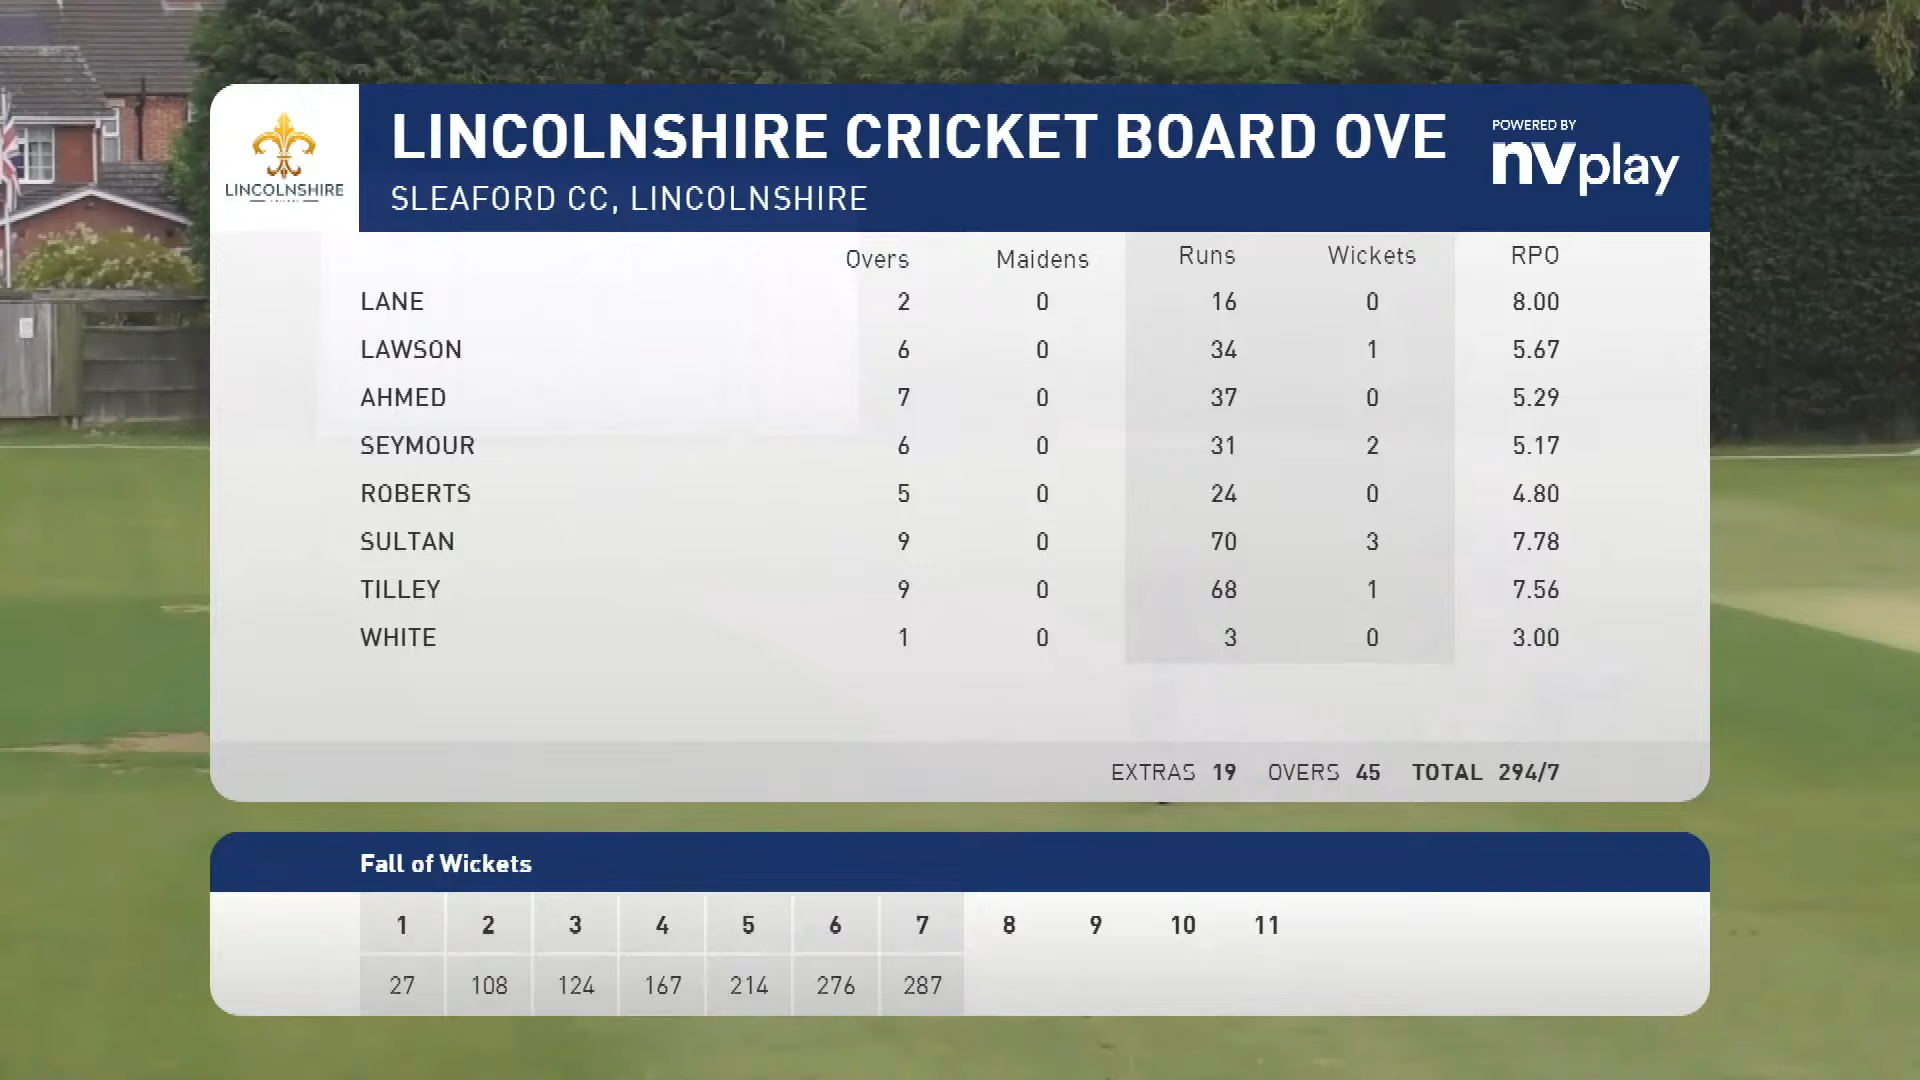 LINCOLNSHIRE
LINCOLNSHIRE CRICKET BOARD OVE
SLEAFORD CC, LINCOLNSHIRE
POWERED BY
nvplay
Overs Maidens Runs Wickets RPO
LANE 2 0 16 0 8.00
LAWSON 6 0 34 1 5.67
AHMED 7 0 37 0 5.29
SEYMOUR 6 0 31 2 5.17
ROBERTS 5 0 24 0 4.80
SULTAN 9 0 70 3 7.78
TILLEY 9 0 68 1 7.56
WHITE 1 0 3 0 3.00
EXTRAS 19 OVERS 45 TOTAL 294/7
Fall of Wickets
1 2 3 4 5 6 7 8 9 10 11
27 108 124 167 214 276 287